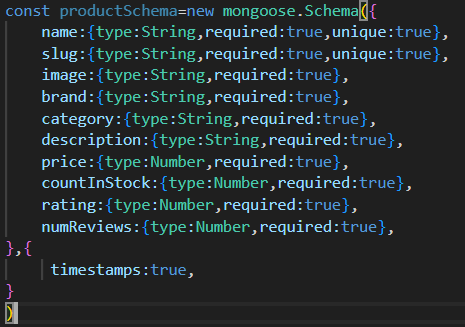 const productSchema=new mongoose.Schema({
name:{type:String,required:true,unique:true},
slug:{type:String,required:true,unique:true},
image:{type:String,required:true},
brand:{type:String,required:true},
category:{type:String,required:true},
description:{type:String,required:true},
price:{type:Number,required:true},
countInStock:{type:Number,required:true},
rating:{type:Number,required:true},
numReviews:{type:Number,required:true},
},{
timestamps:true,
}
)